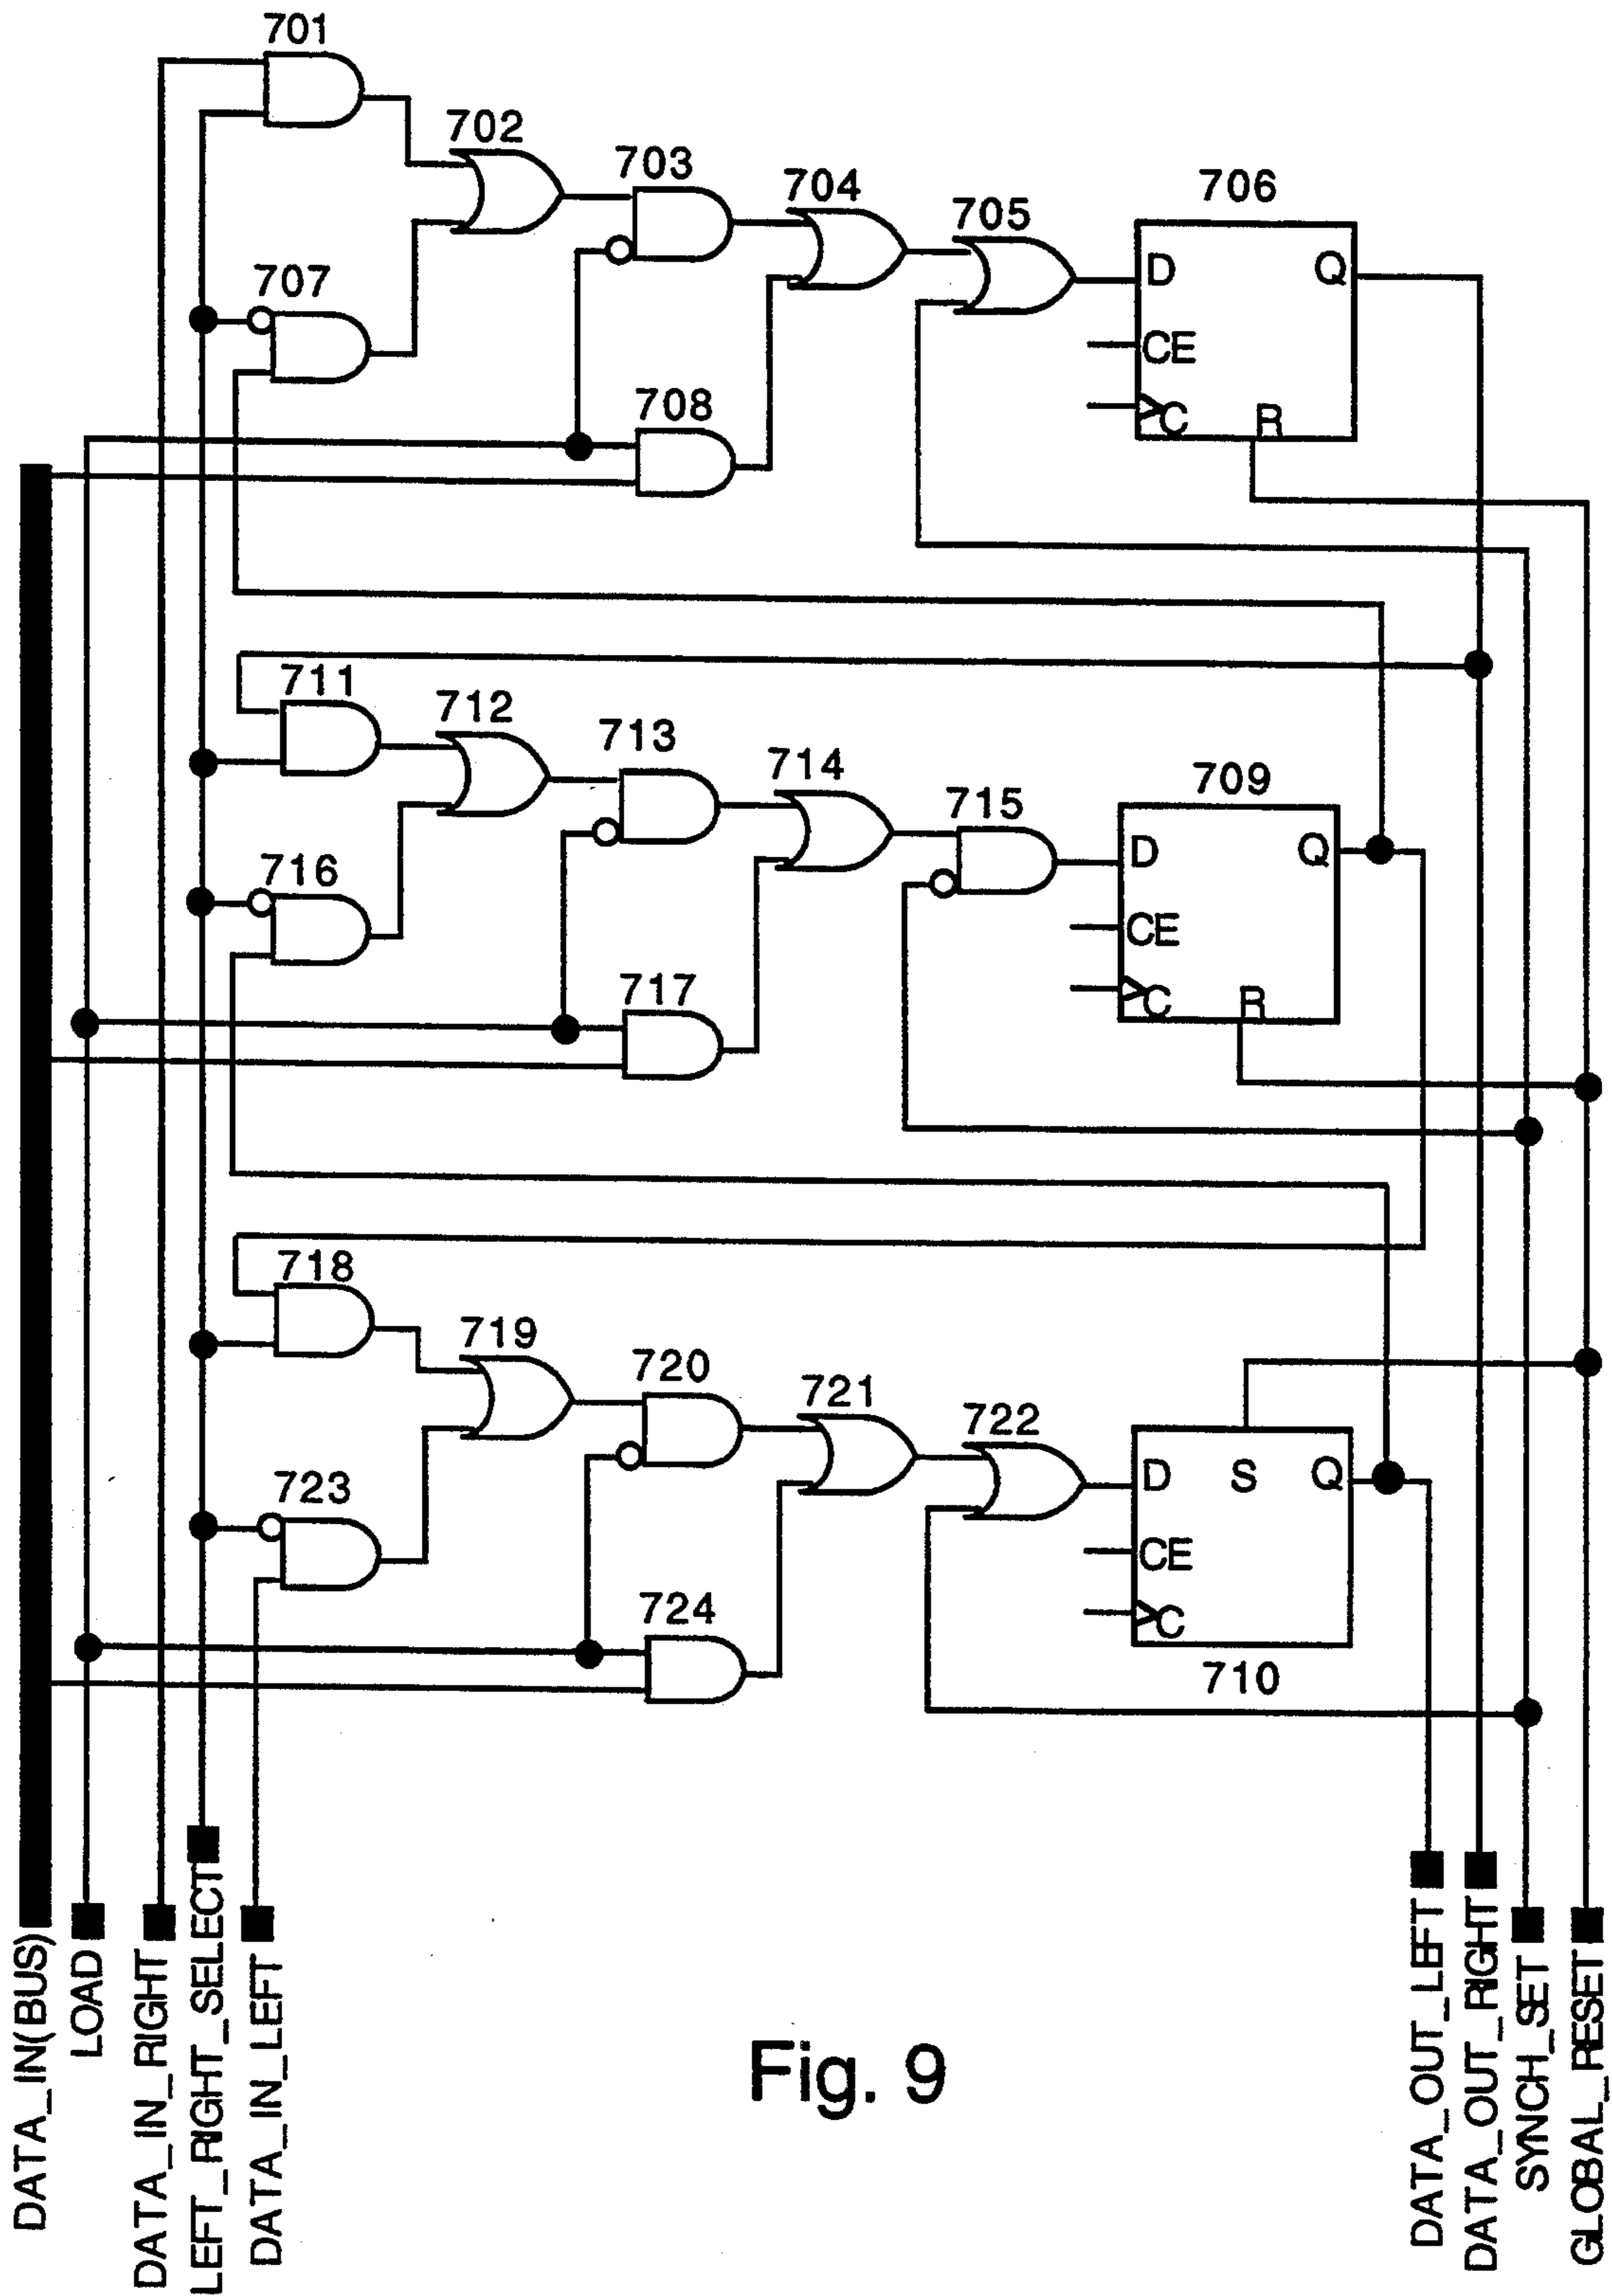 701
702
703
704
705
706
D
Q
CE
C
R
707
708
711
712
713
714
715
709
D
Q
CE
C
R
716
717
718
719
720
721
722
D
S
Q
CE
C
710
723
724
DATA_IN(BUS)
LOAD
DATA_IN_RIGHT
LEFT_RIGHT_SELECT
DATA_IN_LEFT
DATA_OUT_LEFT
DATA_OUT_RIGHT
SYNCH_SET
GLOBAL_RESET
Fig. 9